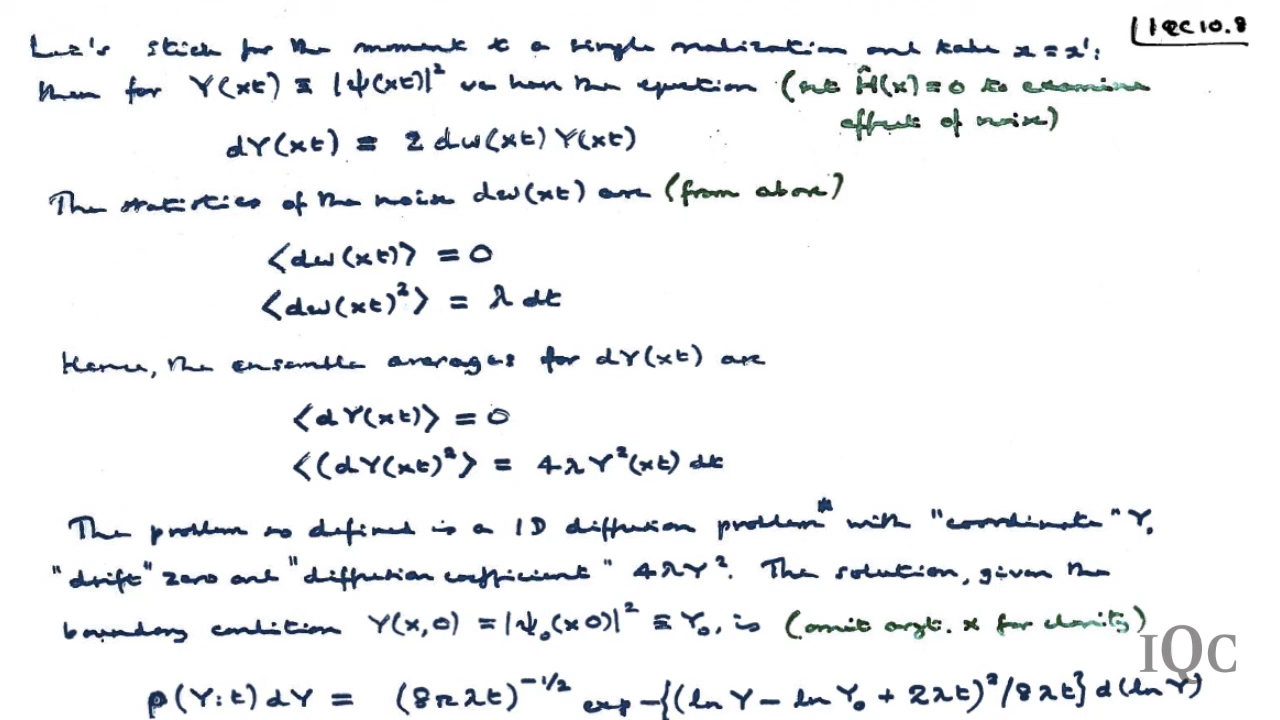 IQC 10.8
Let's stick for the moment to a single realization and take x = x':
then for Y(xt) ≡ |ψ(xt)|² we have the equation (set Ĥ(x) = 0 to examine
effect of noise)
dY(xt) = 2 dw(xt) Y(xt)
The statistics of the noise dw(xt) are (from above)
<dw(xt)> = 0
<dw(xt)²> = λ dt
Hence, the ensemble averages for dY(xt) are
<dY(xt)> = 0
<(dY(xt)²> = 4λY²(xt) dt
The problem so defined is a 1D diffusion problem with "coordinate" Y,
"drift" zero and "diffusion coefficient" 4λY². The solution, given the
boundary condition Y(x,0) = |ψ₀(x0)|² ≡ Y₀, is (omit argt. x for clarity)
IQC
p(Y:t) dY = (8πλt)^-1/2 exp-{(ln Y - ln Y₀ + 2λt)²/8λt} d(ln Y)